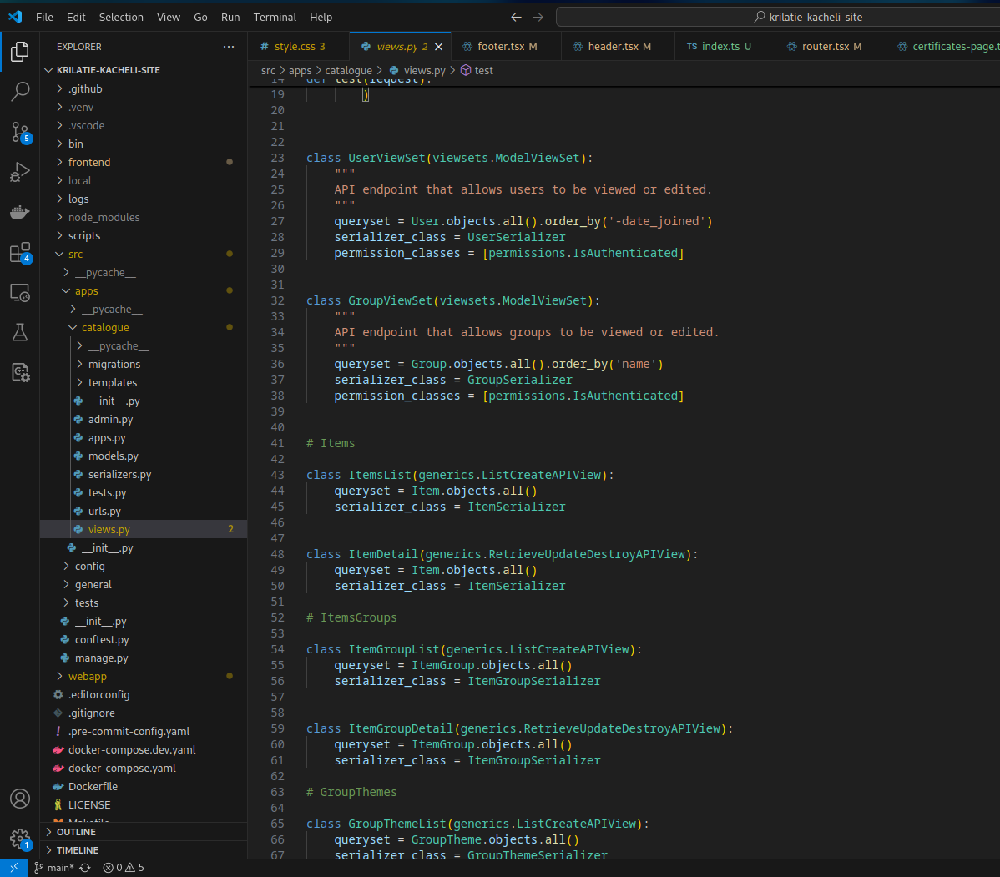 File Edit Selection View Go Run Terminal Help
krilatie-kacheli-site
EXPLORER
style.css 3
views.py 2
footer.tsx M
header.tsx M
TS index.ts U
router.tsx M
certificates-page.t
src > apps > catalogue > views.py > test
KRILATIE-KACHELI-SITE
.github
.venv
.vscode
bin
frontend
local
logs
node_modules
scripts
src
__pycache__
apps
__pycache__
catalogue
__pycache__
migrations
templates
__init__.py
admin.py
apps.py
models.py
serializers.py
tests.py
urls.py
views.py 2
__init__.py
config
general
tests
__init__.py
conftest.py
manage.py
webapp
.editorconfig
.gitignore
.pre-commit-config.yaml
docker-compose.dev.yaml
docker-compose.yaml
Dockerfile
LICENSE
Makefile
OUTLINE
TIMELINE
5
4
1
14 def test(request):
19 )
20
21
22
23 class UserViewSet(viewsets.ModelViewSet):
24 """
25 API endpoint that allows users to be viewed or edited.
26 """
27 queryset = User.objects.all().order_by('-date_joined')
28 serializer_class = UserSerializer
29 permission_classes = [permissions.IsAuthenticated]
30
31
32 class GroupViewSet(viewsets.ModelViewSet):
33 """
34 API endpoint that allows groups to be viewed or edited.
35 """
36 queryset = Group.objects.all().order_by('name')
37 serializer_class = GroupSerializer
38 permission_classes = [permissions.IsAuthenticated]
39
40
41 # Items
42
43 class ItemsList(generics.ListCreateAPIView):
44 queryset = Item.objects.all()
45 serializer_class = ItemSerializer
46
47
48 class ItemDetail(generics.RetrieveUpdateDestroyAPIView):
49 queryset = Item.objects.all()
50 serializer_class = ItemSerializer
51
52 # ItemsGroups
53
54 class ItemGroupList(generics.ListCreateAPIView):
55 queryset = ItemGroup.objects.all()
56 serializer_class = ItemGroupSerializer
57
58
59 class ItemGroupDetail(generics.RetrieveUpdateDestroyAPIView):
60 queryset = ItemGroup.objects.all()
61 serializer_class = ItemGroupSerializer
62
63 # GroupThemes
64
65 class GroupThemeList(generics.ListCreateAPIView):
66 queryset = GroupTheme.objects.all()
67 serializer_class = GroupThemeSerializer
main* 0 5